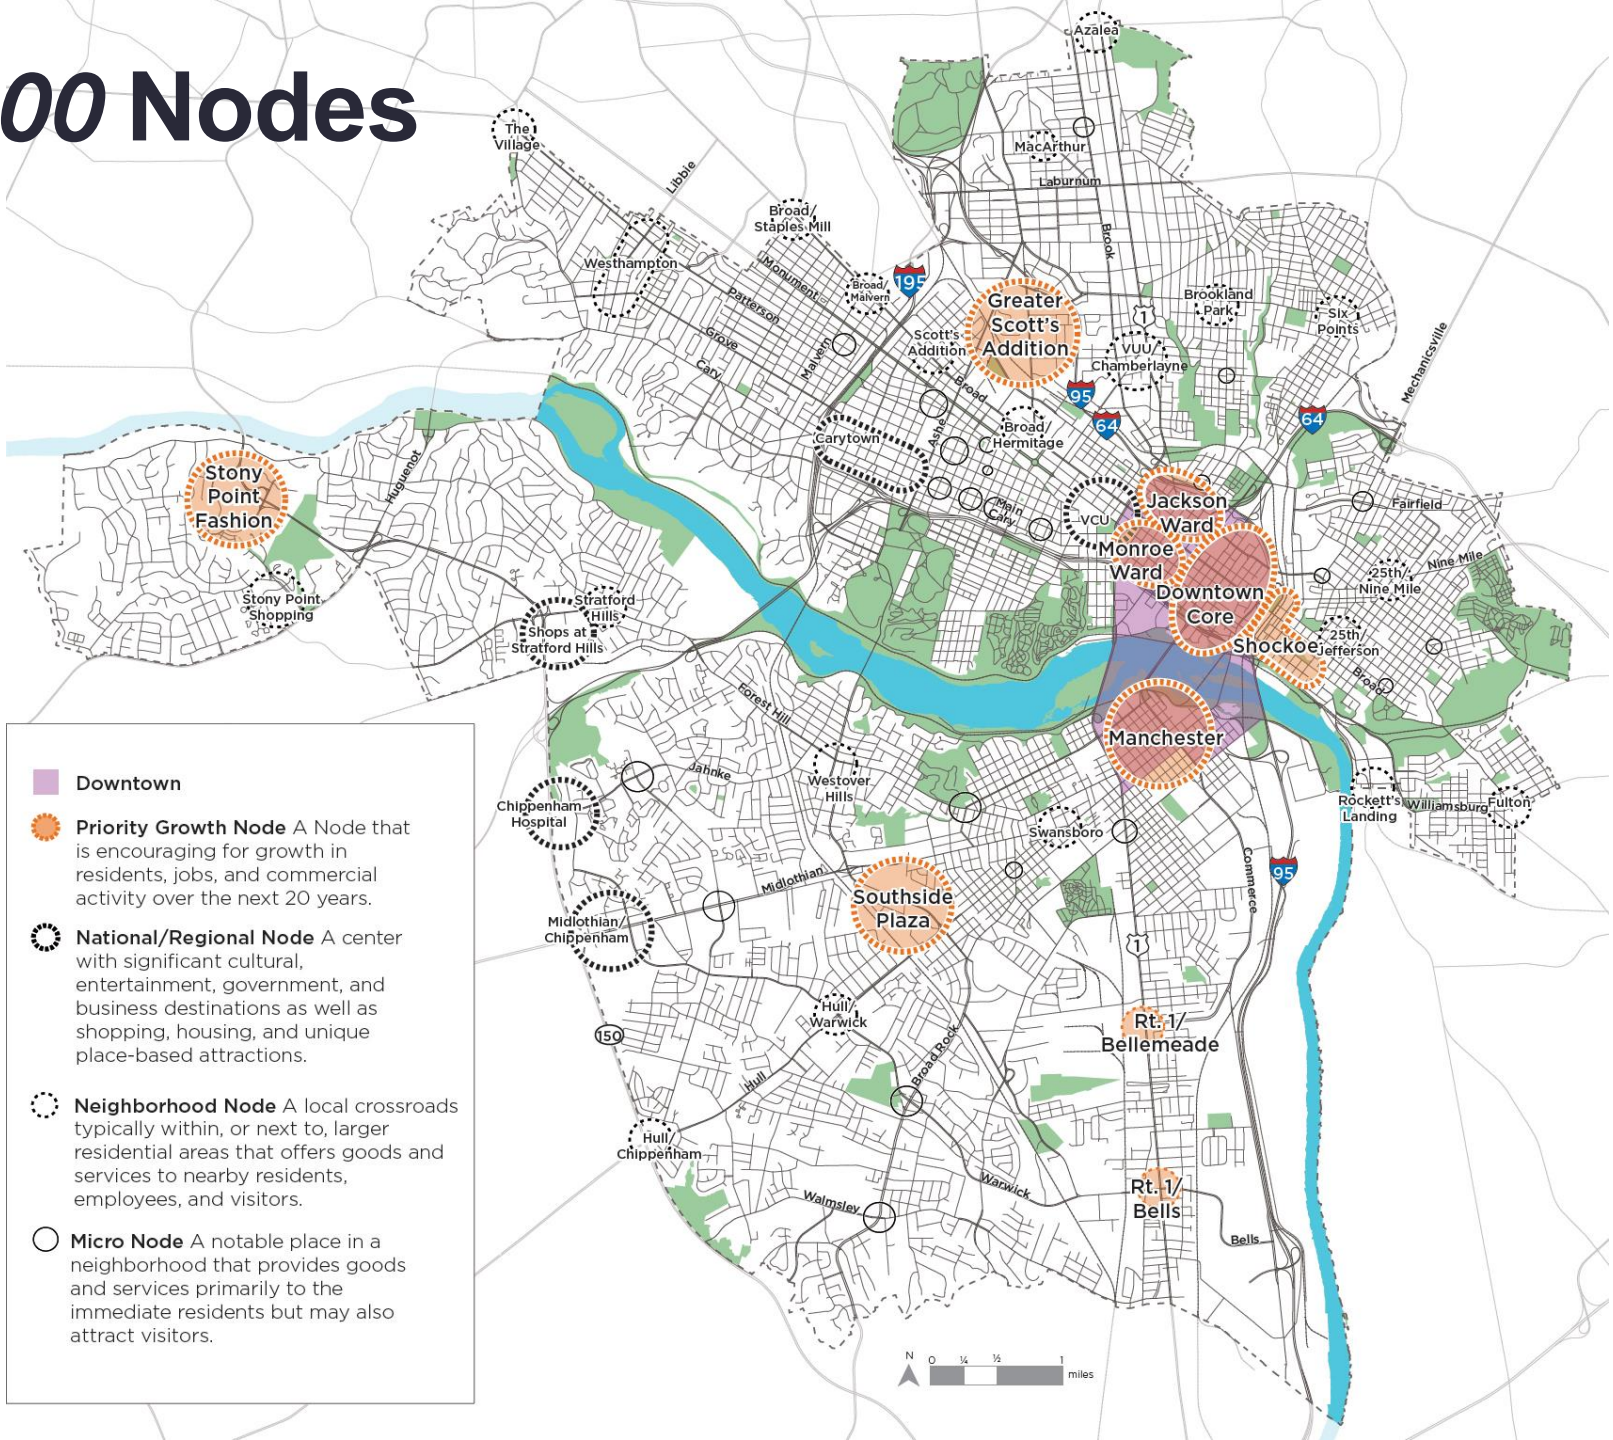 00 Nodes
Azalea
The
Village
MacArthur
Libbie
Laburnum
Broad/
Staples Mill
Brook
Westhampton
Monument
195
Broad/
Malvern
Patterson
Greater
Scott's
Addition
Brookland
Park
Six
Points
1
Grove
Malvern
Scott's
Addition
VUU/
Chamberlayne
Mechanicsville
Cary
Broad
95
64
64
Ashe
Broad/
Hermitage
Carytown
Huguenot
Stony
Point
Fashion
Main
Cary
VCU
Jackson
Ward
Fairfield
Monroe
Ward
Nine Mile
25th/
Nine Mile
Downtown
Core
Stony Point
Shopping
Stratford
Hills
Shops at
Stratford Hills
25th/
Jefferson
Shockoe
Broad
Forest Hill
Manchester
Jahnke
Westover
Hills
Chippenham
Hospital
Rockett's
Landing
Williamsburg
Fulton
Swansboro
Commerce
95
Midlothian
Southside
Plaza
Midlothian/
Chippenham
1
Hull/
Warwick
Rt. 1/
Bellemeade
150
Broad Rock
Hull
Hull/
Chippenham
Warwick
Rt. 1/
Bells
Walmsley
Bells
Downtown
Priority Growth Node A Node that
is encouraging for growth in
residents, jobs, and commercial
activity over the next 20 years.
National/Regional Node A center
with significant cultural,
entertainment, government, and
business destinations as well as
shopping, housing, and unique
place-based attractions.
Neighborhood Node A local crossroads
typically within, or next to, larger
residential areas that offers goods and
services to nearby residents,
employees, and visitors.
Micro Node A notable place in a
neighborhood that provides goods
and services primarily to the
immediate residents but may also
attract visitors.
N
0 ¼ ½ 1
miles